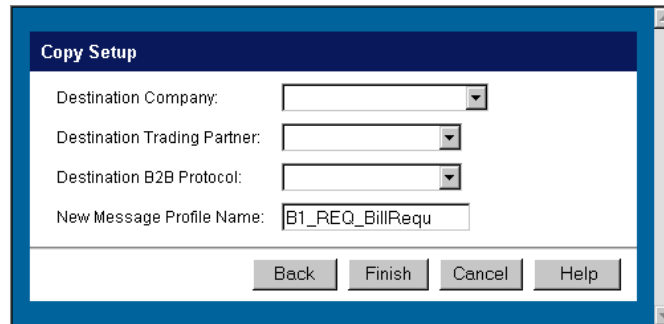 Copy Setup
Destination Company:
Destination Trading Partner:
Destination B2B Protocol:
New Message Profile Name: B1_REQ_BillRequ
Back Finish Cancel Help